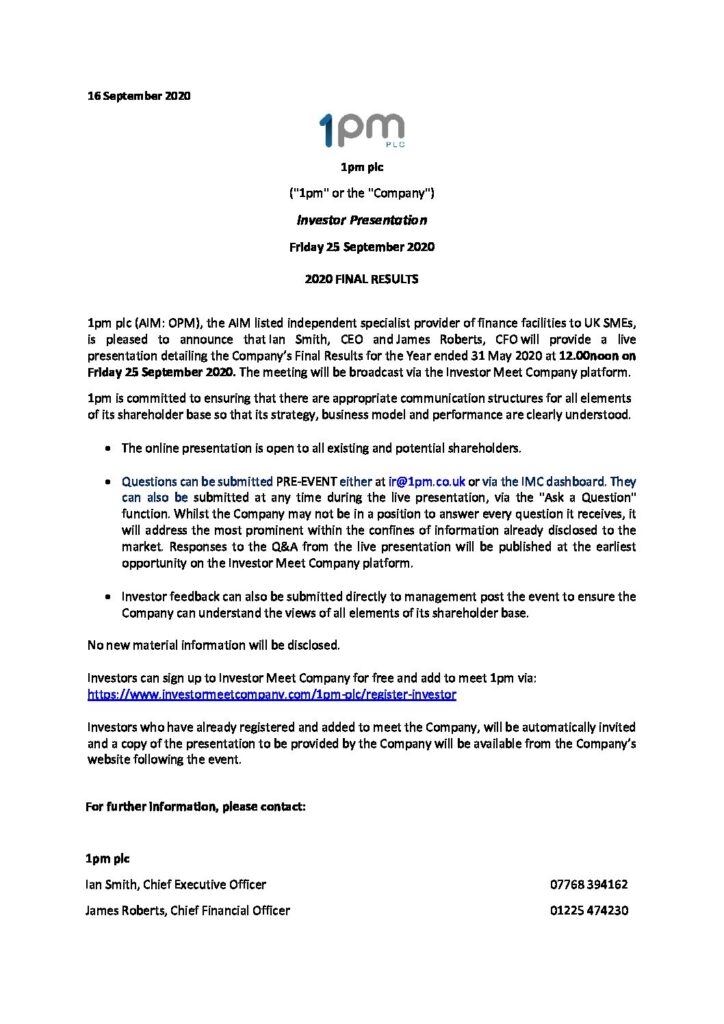 16 September 2020
1pm
PLC
1pm plc
("1pm" or the "Company")
Investor Presentation
Friday 25 September 2020
2020 FINAL RESULTS
1pm plc (AIM: OPM), the AIM listed independent specialist provider of finance facilities to UK SMEs,
is pleased to announce that Ian Smith, CEO and James Roberts, CFO will provide a live
presentation detailing the Company's Final Results for the Year ended 31 May 2020 at 12.00noon on
Friday 25 September 2020. The meeting will be broadcast via the Investor Meet Company platform.
1pm is committed to ensuring that there are appropriate communication structures for all elements
of its shareholder base so that its strategy, business model and performance are clearly understood.
• The online presentation is open to all existing and potential shareholders.
• Questions can be submitted PRE-EVENT either at ir@1pm.co.uk or via the IMC dashboard. They
can also be submitted at any time during the live presentation, via the "Ask a Question"
function. Whilst the Company may not be in a position to answer every question it receives, it
will address the most prominent within the confines of information already disclosed to the
market. Responses to the Q&A from the live presentation will be published at the earliest
opportunity on the Investor Meet Company platform.
• Investor feedback can also be submitted directly to management post the event to ensure the
Company can understand the views of all elements of its shareholder base.
No new material information will be disclosed.
Investors can sign up to Investor Meet Company for free and add to meet 1pm via:
https://www.investormeetcompany.com/1pm-plc/register-investor
Investors who have already registered and added to meet the Company, will be automatically invited
and a copy of the presentation to be provided by the Company will be available from the Company's
website following the event.
For further information, please contact:
1pm plc
Ian Smith, Chief Executive Officer 07768 394162
James Roberts, Chief Financial Officer 01225 474230